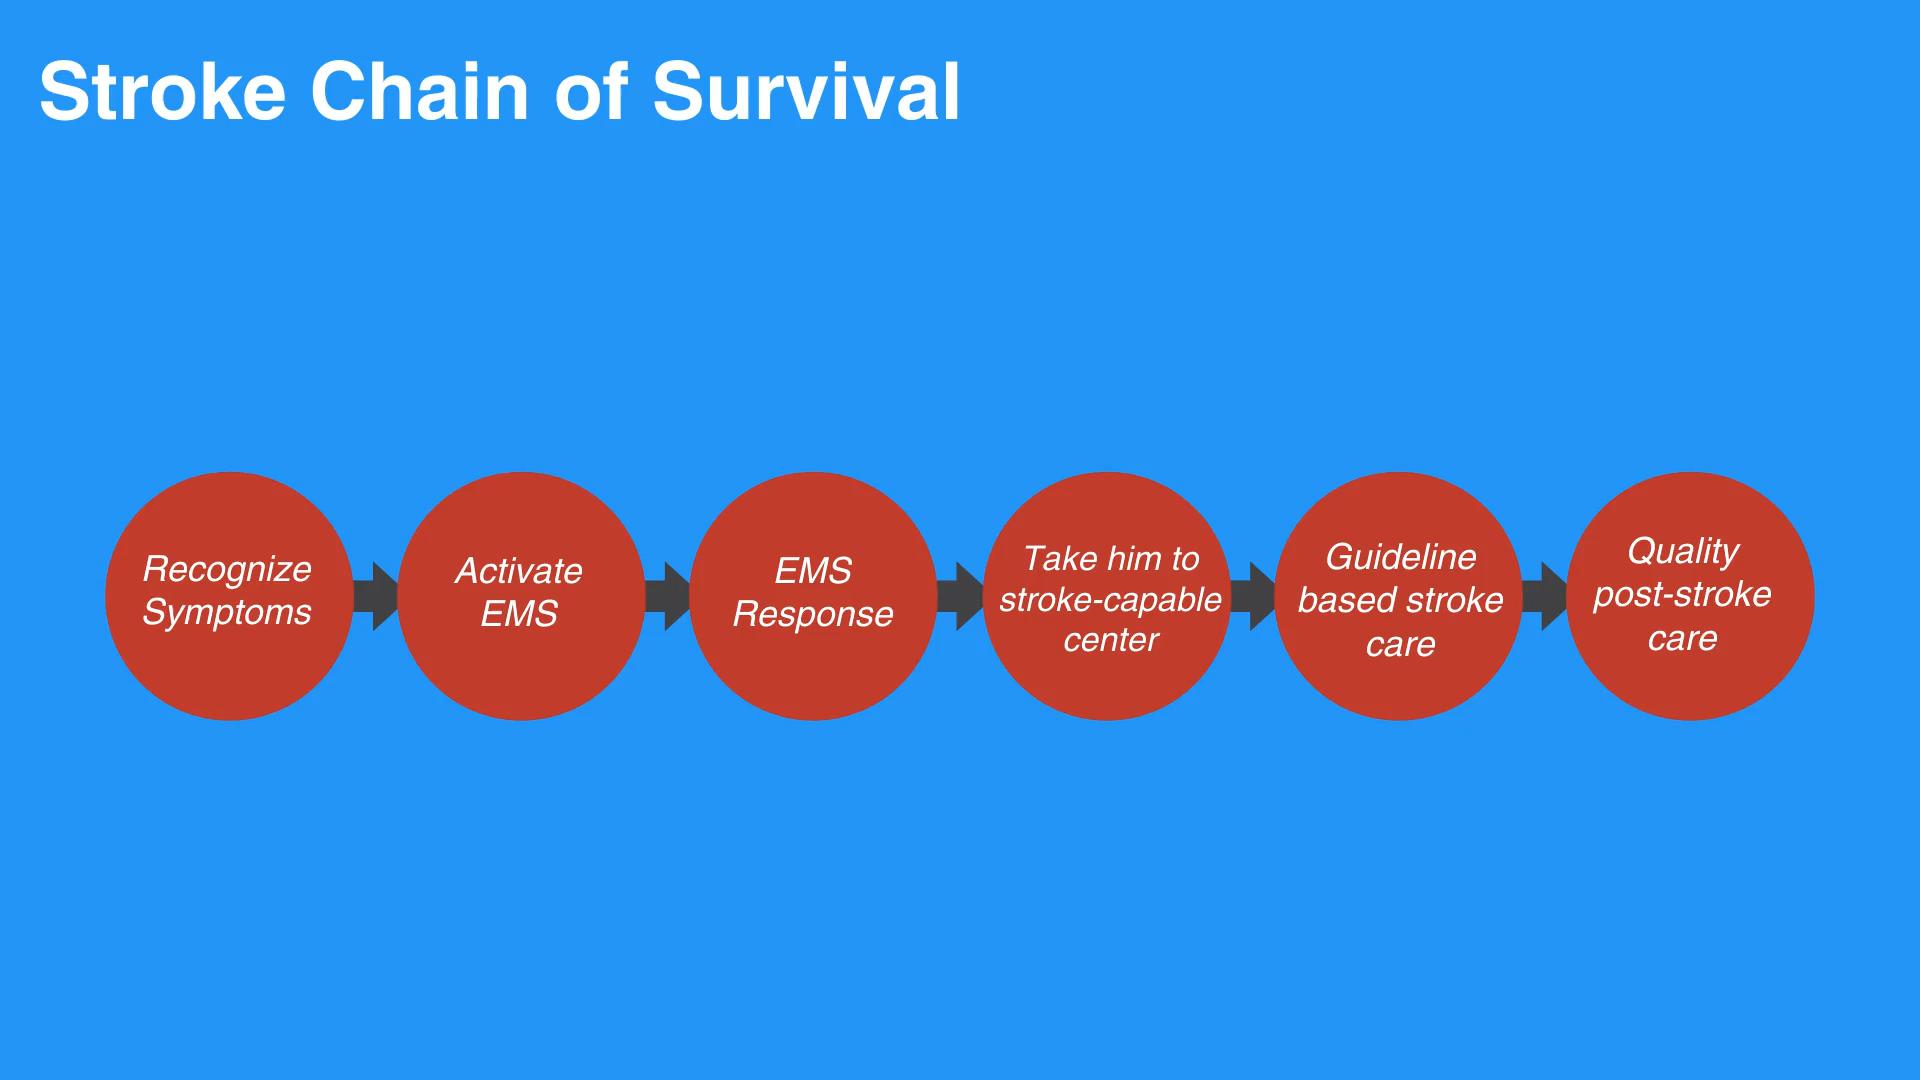 Stroke Chain of Survival
Recognize
Symptoms
Activate
EMS
EMS
Response
Take him to
stroke-capable
center
Guideline
based stroke
care
Quality
post-stroke
care